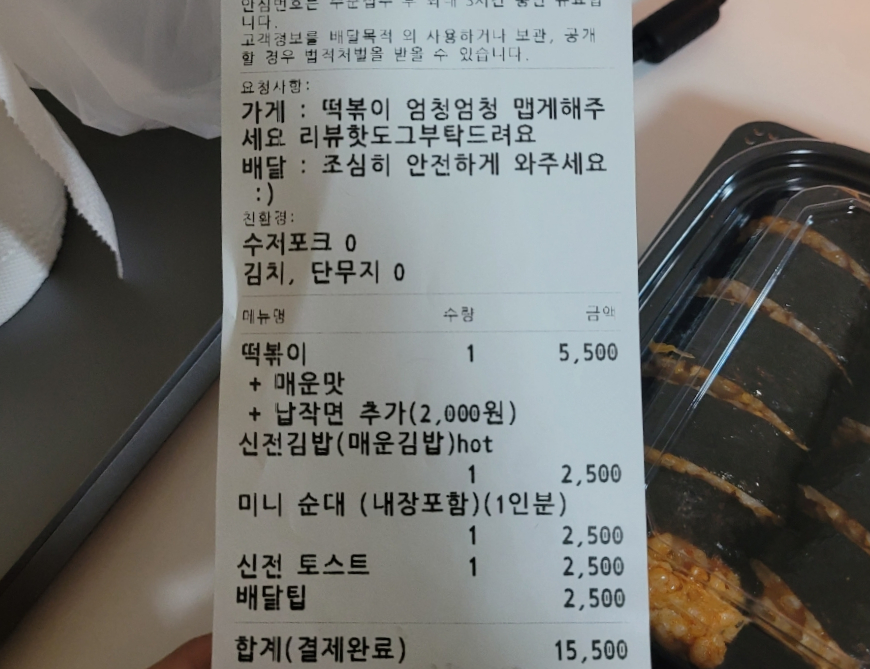 니다.
고객정보를 배달목적 의 사용하거나 보관, 공개
할 경우 법적처벌을 받을 수 있습니다.
요청사항:
가게 : 떡볶이 엄청엄청 맵게해주
세요 리뷰핫도그부탁드려요
배달 : 조심히 안전하게 와주세요
:)
친환경:
수저포크 0
김치, 단무지 0
메뉴명 수량 금액
떡볶이 1 5,500
+ 매운맛
+ 납작면 추가(2,000원)
신전김밥(매운김밥)hot
1 2,500
미니 순대 (내장포함)(1인분)
1 2,500
신전 토스트 1 2,500
배달팁 2,500
합계(결제완료) 15,500